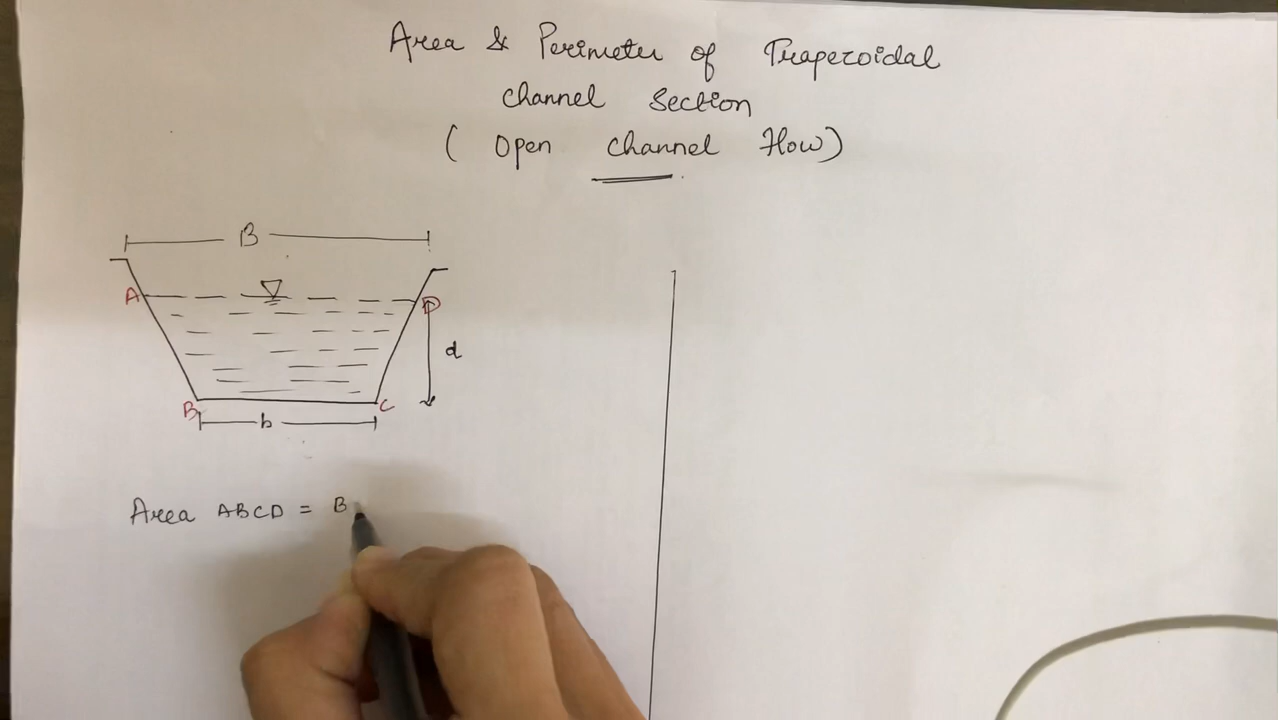 Area & Perimeter of Trapezoidal
channel section
( Open channel flow)
B
A
D
d
B
C
b
Area ABCD = B